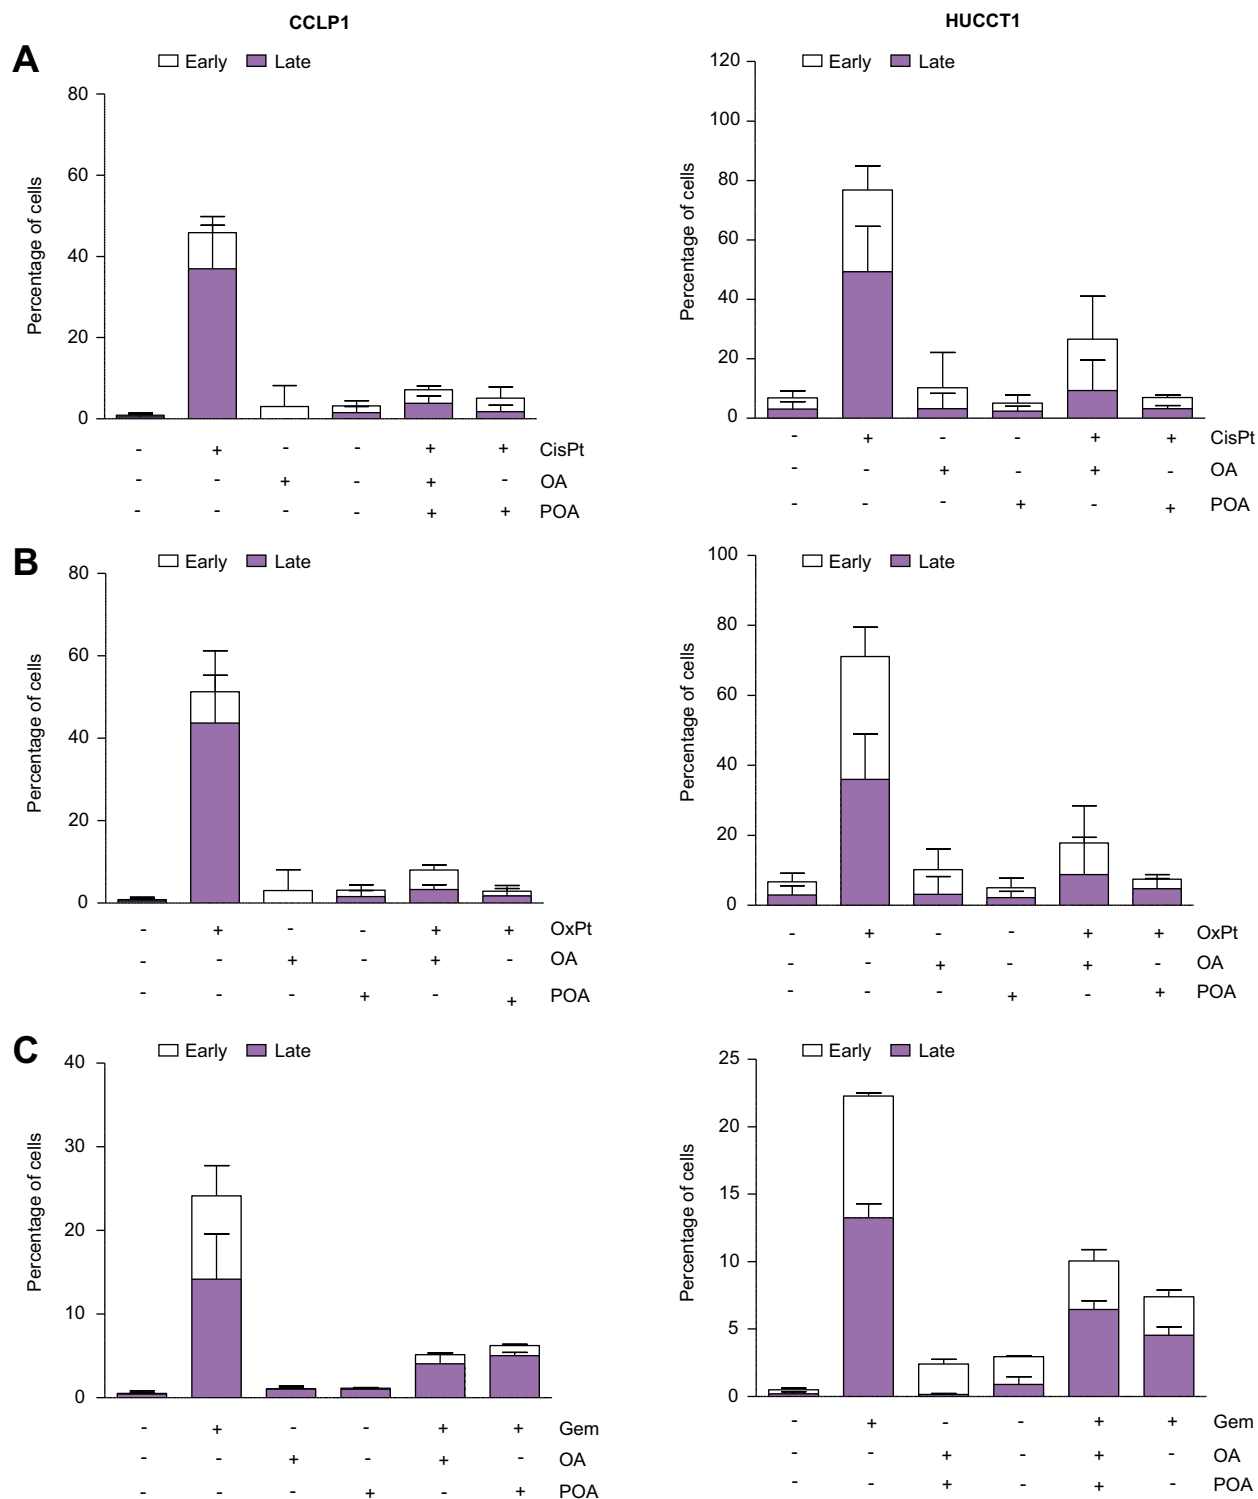 CCLP1
HUCCT1
A
Early Late
Percentage of cells
80
60
40
20
0
- + - - + + CisPt
- - + - + - OA
- - - - + + POA
Early Late
Percentage of cells
120
100
80
60
40
20
0
- + - - + + CisPt
- - + - + - OA
- - - + - + POA
B
Early Late
Percentage of cells
80
60
40
20
0
- + - - + + OxPt
- - + - + - OA
- - - + - + POA
Early Late
Percentage of cells
100
80
60
40
20
0
- + - - + + OxPt
- - + - + - OA
- - - + - + POA
C
Early Late
Percentage of cells
40
30
20
10
0
- + - - + + Gem
- - + - + - OA
- - - + - + POA
Early Late
Percentage of cells
25
20
15
10
5
0
- + - - + + Gem
- - + - + - OA
- - + - + - POA